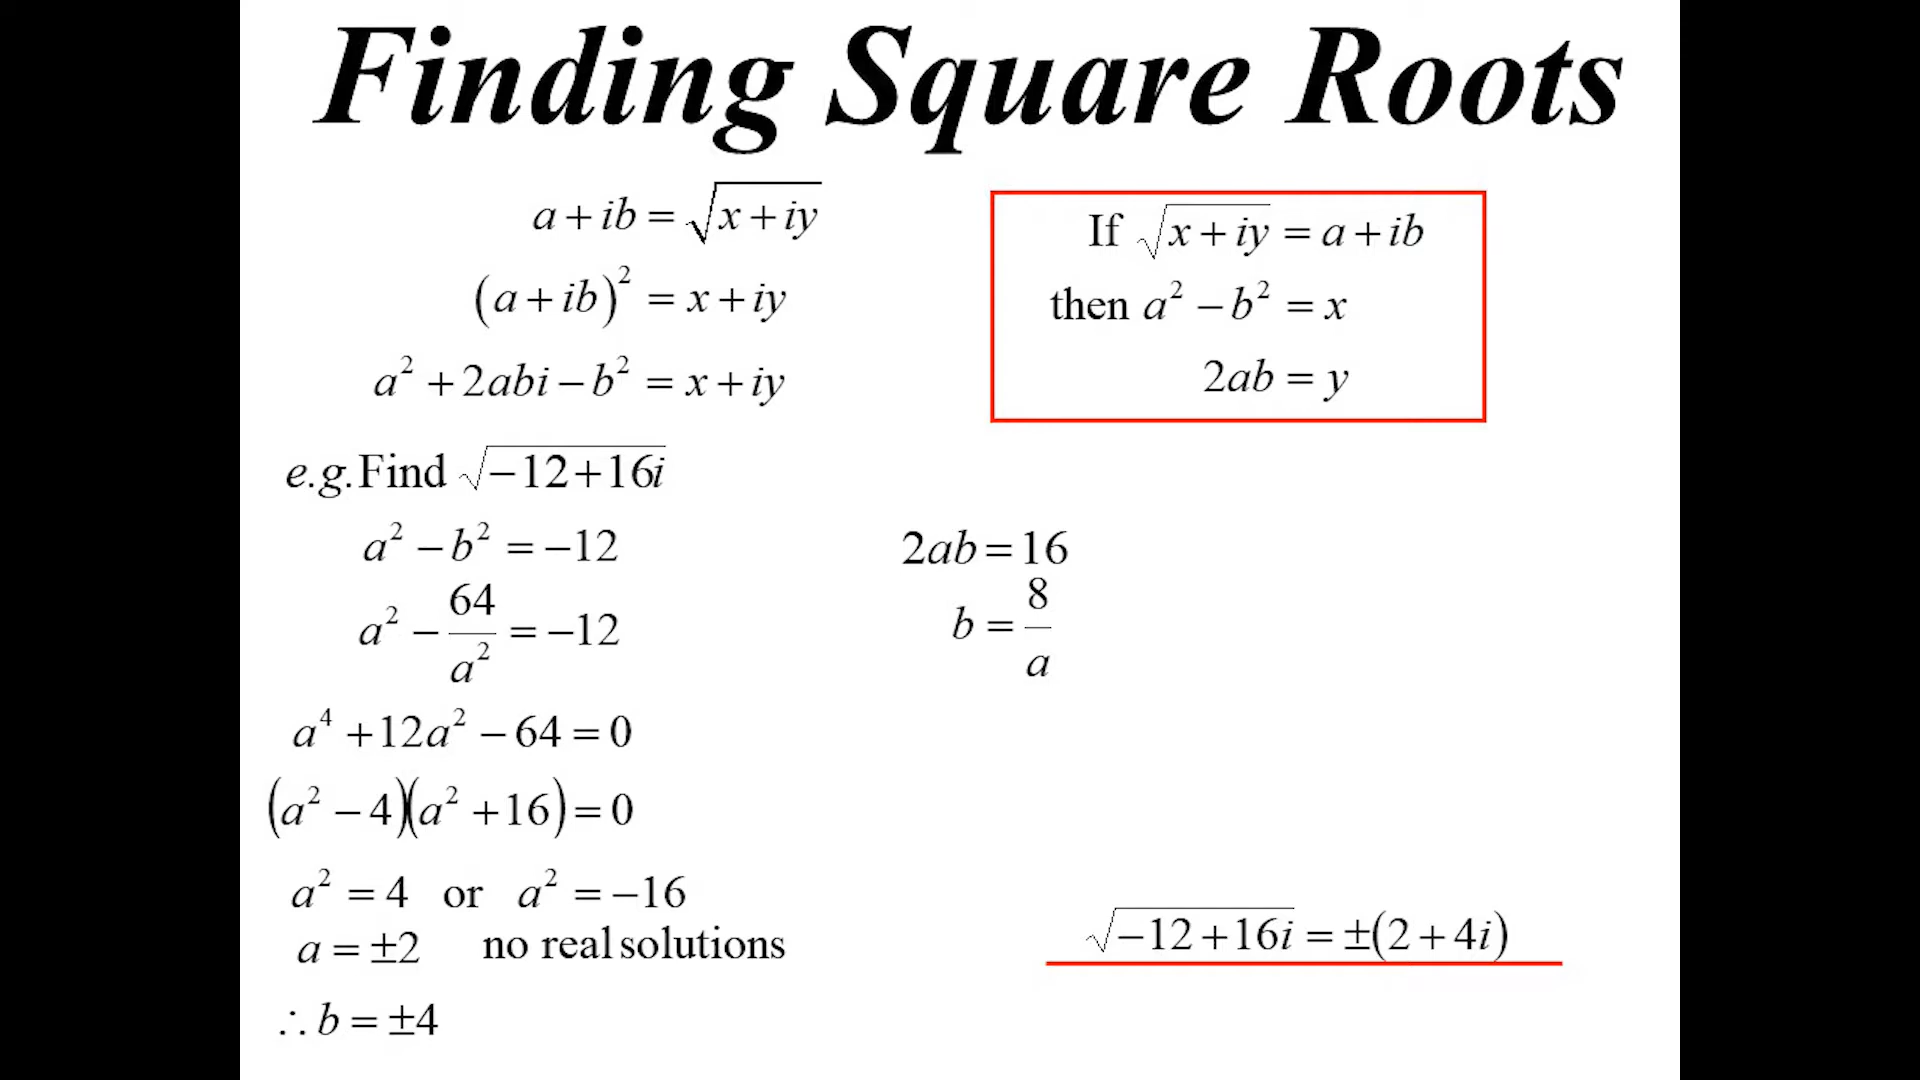 Finding Square Roots
a + ib = √(x + iy)
(a + ib)² = x + iy
a² + 2abi − b² = x + iy
If √(x + iy) = a + ib
then a² − b² = x
2ab = y
e.g. Find √(−12 + 16i)
a² − b² = −12
2ab = 16
a² − 64/a² = −12
b = 8/a
a⁴ + 12a² − 64 = 0
(a² − 4)(a² + 16) = 0
a² = 4 or a² = −16
a = ±2 no real solutions
∴ b = ±4
√(−12 + 16i) = ±(2 + 4i)